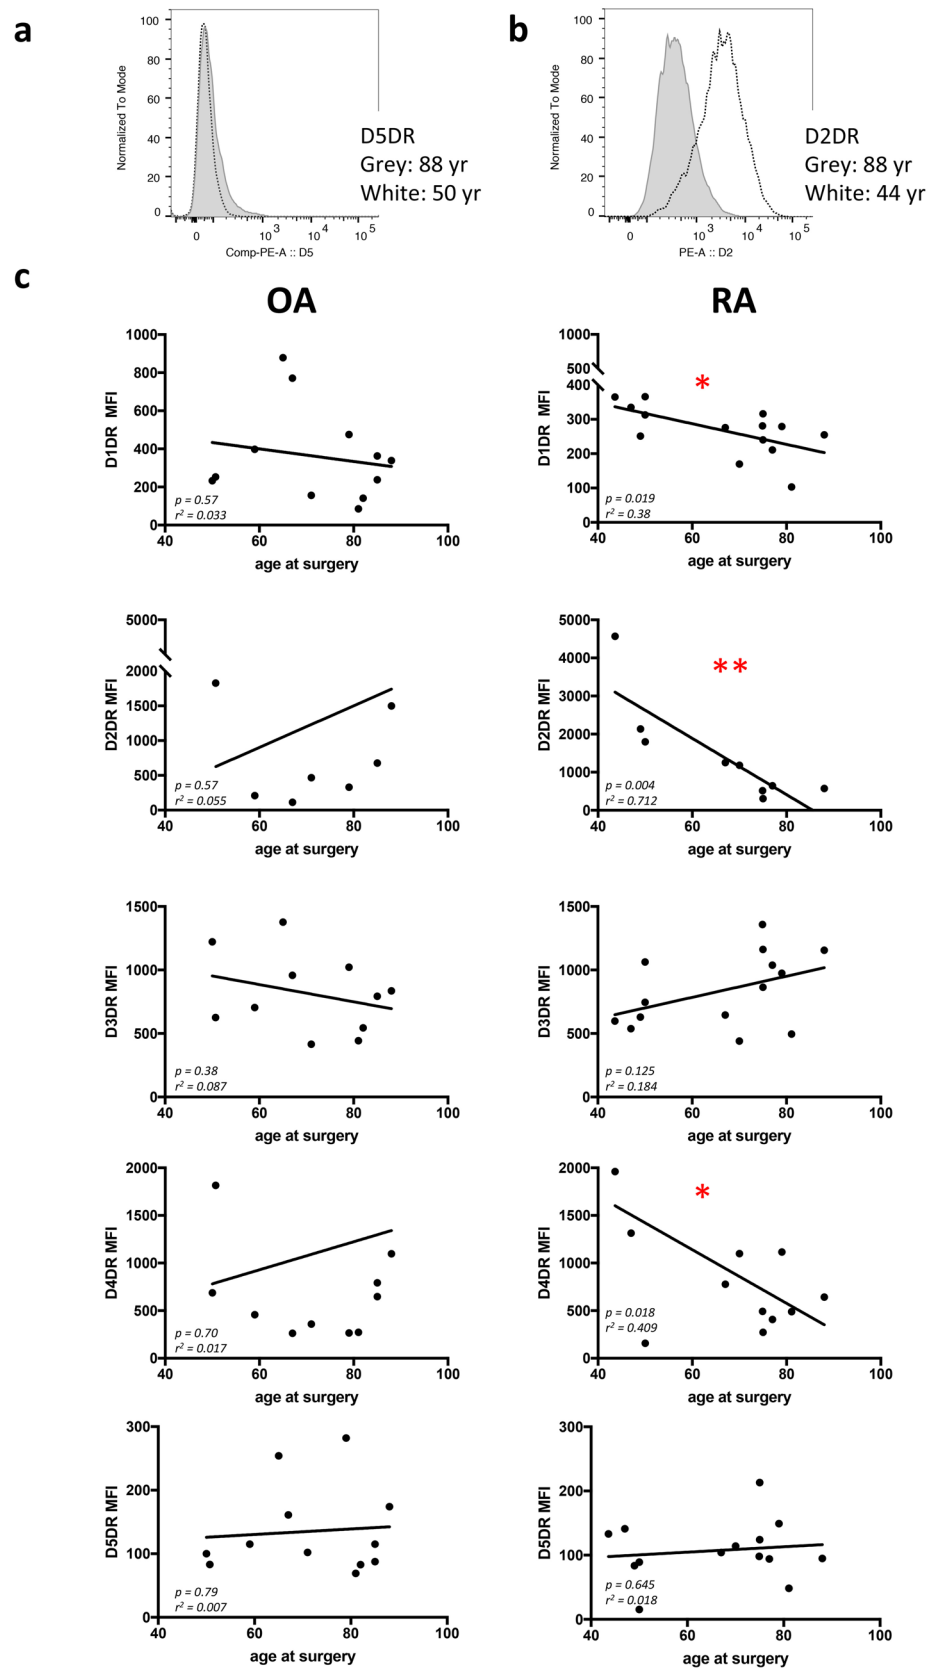 a
100
80
60
40
20
0
Normalized To Mode
0 10^3 10^4 10^5
Comp-PE-A :: D5
D5DR
Grey: 88 yr
White: 50 yr
b
100
80
60
40
20
0
Normalized To Mode
0 10^3 10^4 10^5
PE-A :: D2
D2DR
Grey: 88 yr
White: 44 yr
c
OA
RA
1000
800
600
400
200
0
D1DR MFI
p = 0.57
r² = 0.033
40 60 80 100
age at surgery
1000
500
400
300
200
100
0
D1DR MFI
*
p = 0.019
r² = 0.38
40 60 80 100
age at surgery
5000
2000
1500
1000
500
0
D2DR MFI
p = 0.57
r² = 0.055
40 60 80 100
age at surgery
5000
4000
3000
2000
1000
0
D2DR MFI
**
p = 0.004
r² = 0.712
40 60 80 100
age at surgery
1500
1000
500
0
D3DR MFI
p = 0.38
r² = 0.087
40 60 80 100
age at surgery
1500
1000
500
0
D3DR MFI
p = 0.125
r² = 0.184
40 60 80 100
age at surgery
2000
1500
1000
500
0
D4DR MFI
p = 0.70
r² = 0.017
40 60 80 100
age at surgery
2000
1500
1000
500
0
D4DR MFI
*
p = 0.018
r² = 0.409
40 60 80 100
age at surgery
300
200
100
0
D5DR MFI
p = 0.79
r² = 0.007
40 60 80 100
age at surgery
300
200
100
0
D5DR MFI
p = 0.645
r² = 0.018
40 60 80 100
age at surgery